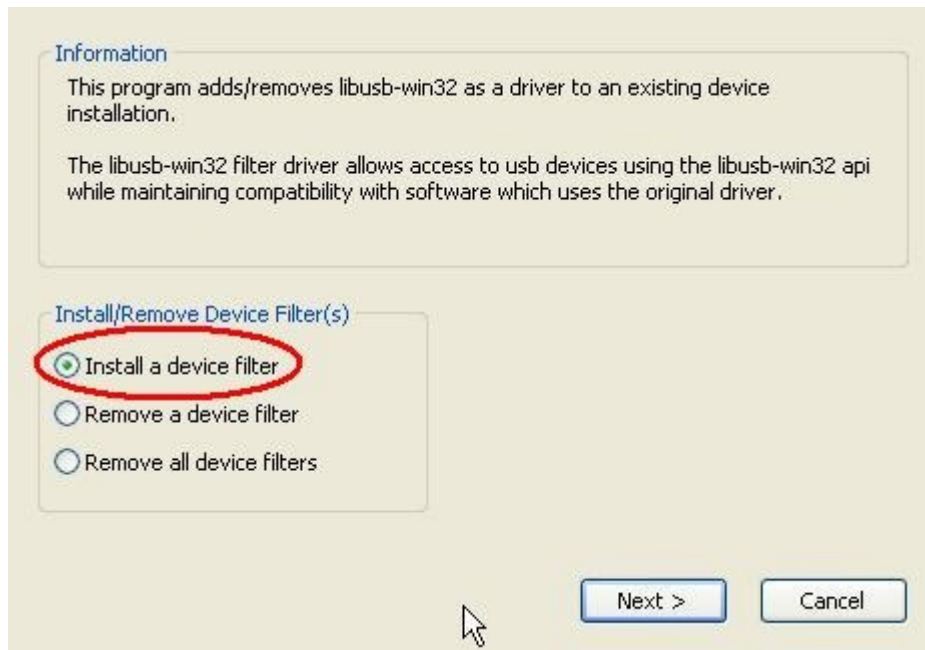 Information
This program adds/removes libusb-win32 as a driver to an existing device
installation.
The libusb-win32 filter driver allows access to usb devices using the libusb-win32 api
while maintaining compatibility with software which uses the original driver.
Install/Remove Device Filter(s)
Install a device filter
Remove a device filter
Remove all device filters
Next >
Cancel